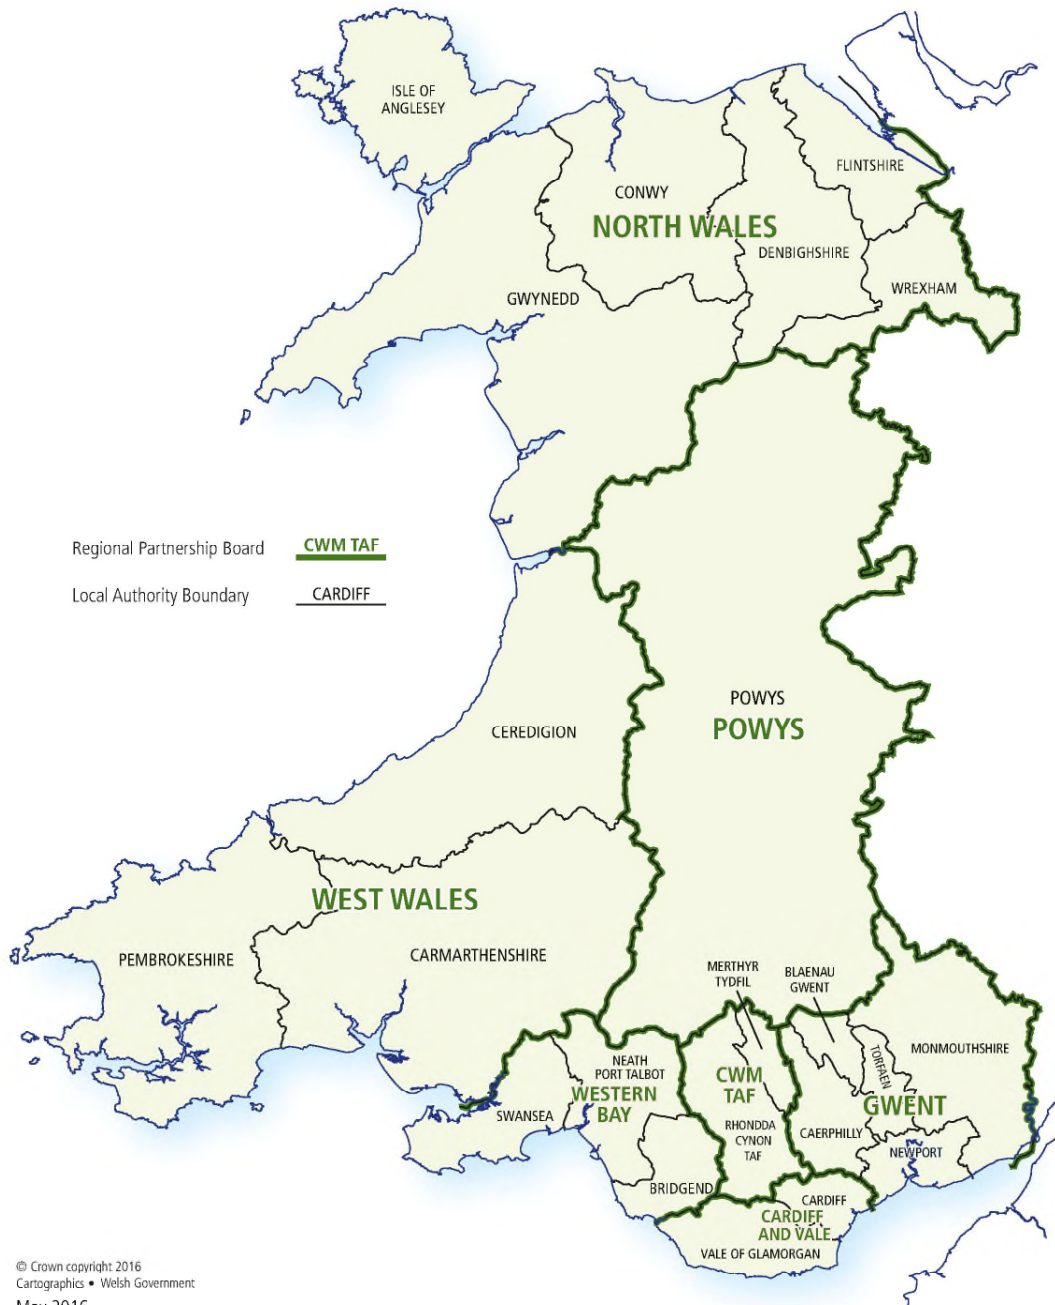 ISLE OF
ANGLESEY
FLINTSHIRE
CONWY
NORTH WALES
DENBIGHSHIRE
WREXHAM
GWYNEDD
Regional Partnership Board
CWM TAF
Local Authority Boundary
CARDIFF
POWYS
POWYS
CEREDIGION
WEST WALES
PEMBROKESHIRE
CARMARTHENSHIRE
MERTHYR
TYDFIL
BLAENAU
GWENT
MONMOUTHSHIRE
TORFAEN
NEATH
PORT TALBOT
WESTERN
BAY
SWANSEA
CWM
TAF
GWENT
RHONDDA
CYNON
TAF
CAERPHILLY
NEWPORT
BRIDGEND
CARDIFF
CARDIFF
AND VALE
VALE OF GLAMORGAN
© Crown copyright 2016
Cartographics • Welsh Government
May 2016